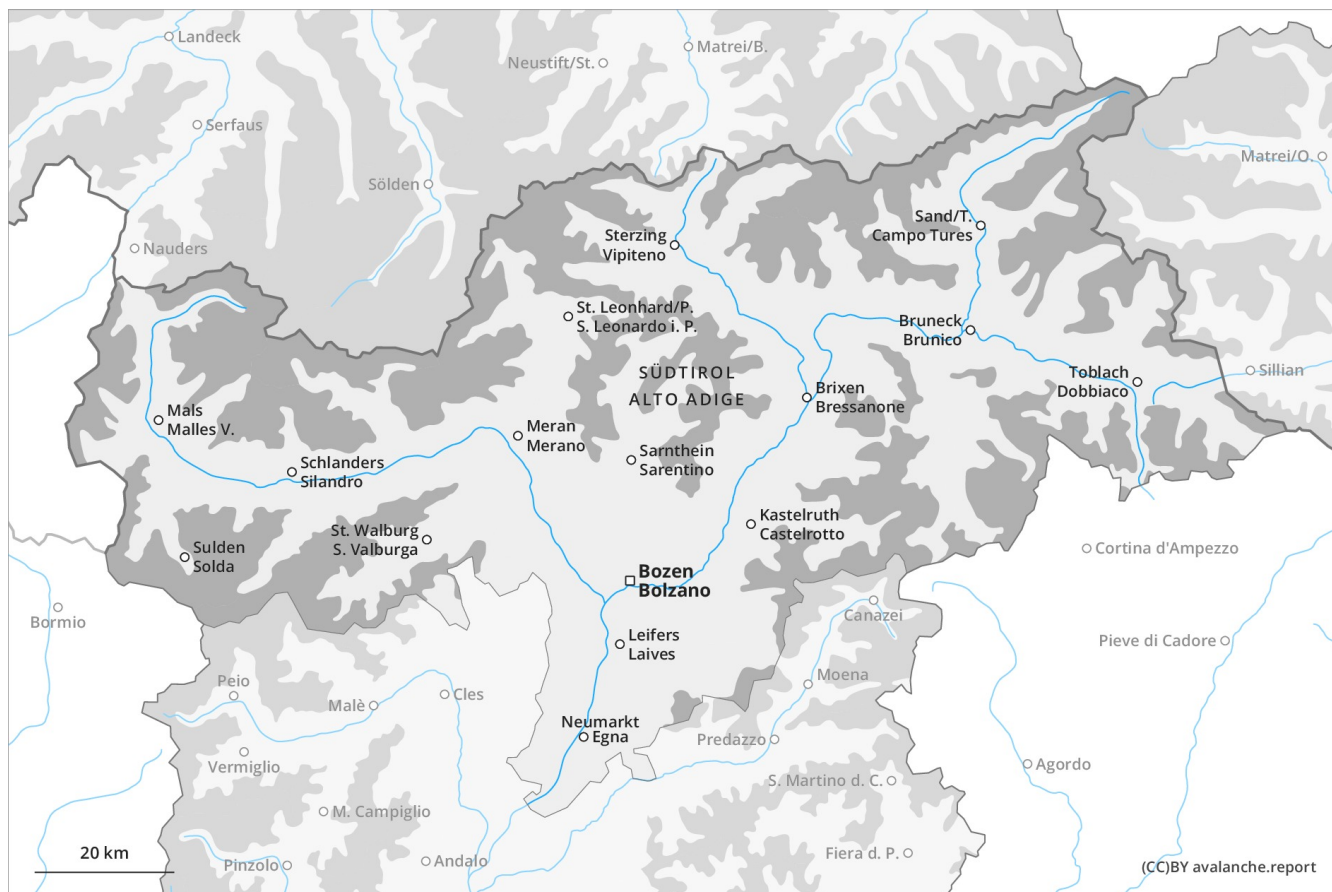 Landeck
Matrei/B.
Neustift/St.
Serfaus
Matrei/O.
Sölden
Sand/T.
Campo Tures
Sterzing
Vipiteno
Nauders
St. Leonhard/P.
S. Leonardo i. P.
Bruneck
Brunico
SÜDTIROL
ALTO ADIGE
Toblach
Dobbiaco
Sillian
Brixen
Bressanone
Mals
Malles V.
Meran
Merano
Sarnthein
Sarentino
Schlanders
Silandro
Kastelruth
Castelrotto
St. Walburg
S. Valburga
Sulden
Solda
Cortina d'Ampezzo
Bozen
Bolzano
Bormio
Canazei
Leifers
Laives
Pieve di Cadore
Peio
Moena
Malè
Cles
Neumarkt
Egna
Predazzo
Vermiglio
Agordo
S. Martino d. C.
M. Campiglio
20 km
Pinzolo
Andalo
Fiera d. P.
(CC)BY avalanche.report